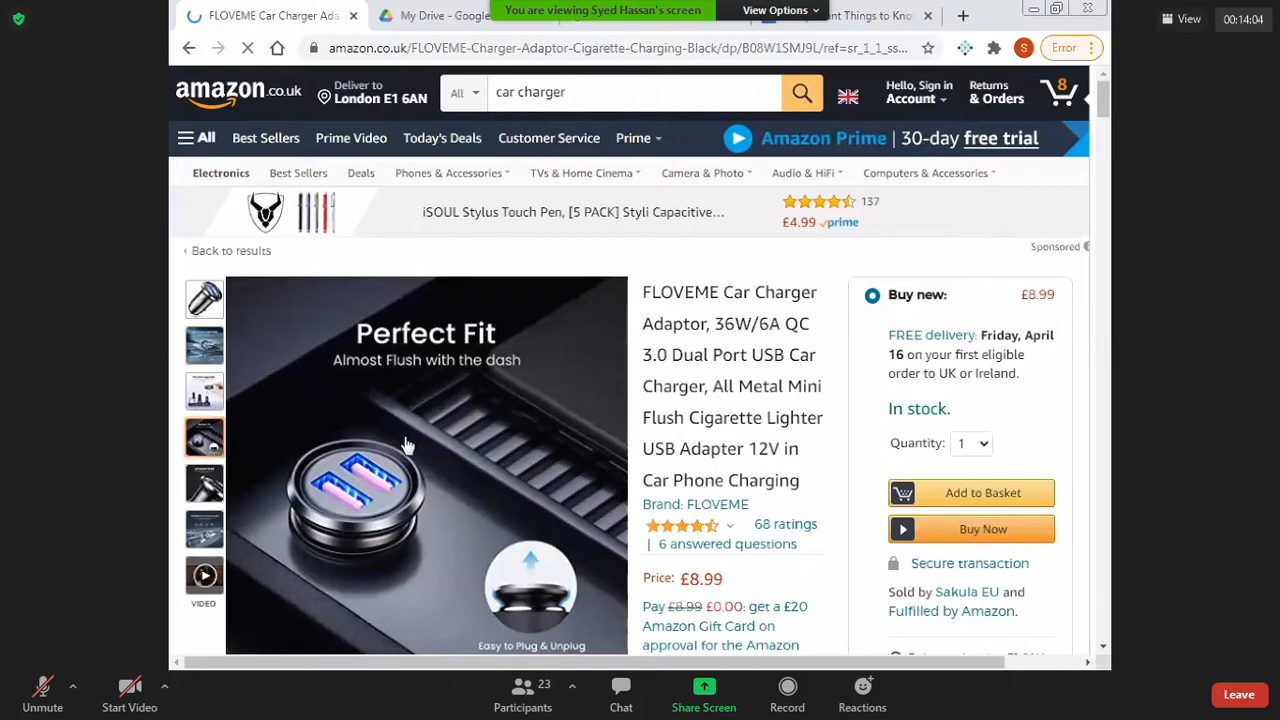 FLOVEME Car Charger Ada
My Drive - Google
You are viewing Syed Hassan's screen
View Options
ant Things to Kno
View
00:14:04
amazon.co.uk/FLOVEME-Charger-Adaptor-Cigarette-Charging-Black/dp/B08W1SMJ9L/ref=sr_1_1_ss...
S
Error
amazon.co.uk
Deliver to
London E1 6AN
All
car charger
Hello, Sign in
Account
Returns
& Orders
8
All
Best Sellers
Prime Video
Today's Deals
Customer Service
Prime
Amazon Prime | 30-day free trial
Electronics
Best Sellers
Deals
Phones & Accessories
TVs & Home Cinema
Camera & Photo
Audio & HiFi
Computers & Accessories
iSOUL Stylus Touch Pen, [5 PACK] Styli Capacitive...
137
£4.99 prime
‹ Back to results
Sponsored
Perfect Fit
Almost Flush with the dash
Easy to Plug & Unplug
VIDEO
FLOVEME Car Charger
Adaptor, 36W/6A QC
3.0 Dual Port USB Car
Charger, All Metal Mini
Flush Cigarette Lighter
USB Adapter 12V in
Car Phone Charging
Brand: FLOVEME
68 ratings
| 6 answered questions
Price: £8.99
Pay £8.99 £0.00: get a £20
Amazon Gift Card on
approval for the Amazon
Buy new: £8.99
FREE delivery: Friday, April
16 on your first eligible
order to UK or Ireland.
In stock.
Quantity: 1
Add to Basket
Buy Now
Secure transaction
Sold by Sakula EU and
Fulfilled by Amazon.
Unmute
Start Video
23
Participants
Chat
Share Screen
Record
Reactions
Leave